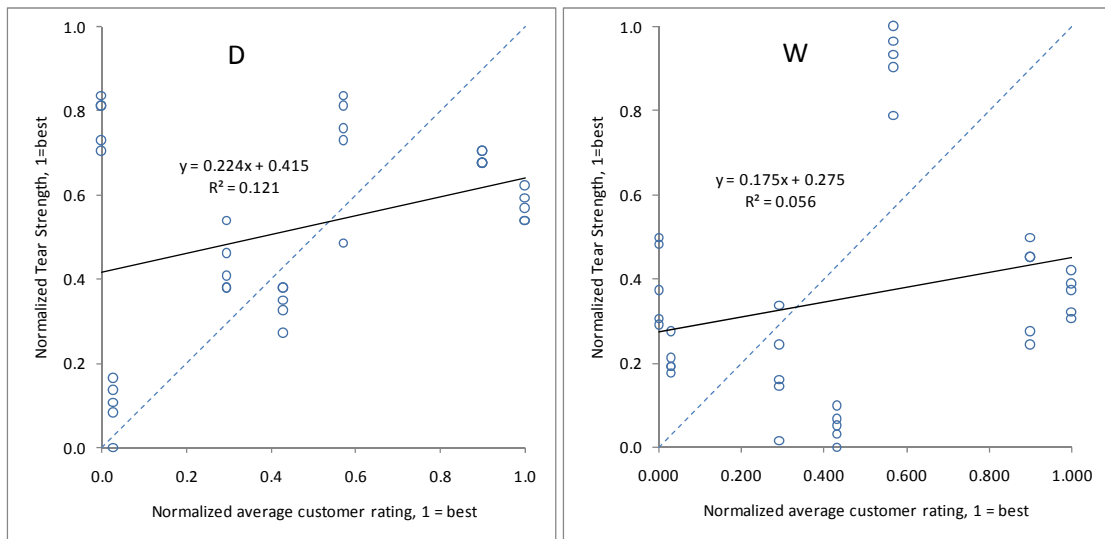 D
Normalized Tear Strength, 1=best
1.0
0.8
0.6
0.4
0.2
0.0
y = 0.224x + 0.415
R² = 0.121
0.0 0.2 0.4 0.6 0.8 1.0
Normalized average customer rating, 1 = best
W
Normalized Tear Strength, 1=best
1.0
0.8
0.6
0.4
0.2
0.0
y = 0.175x + 0.275
R² = 0.056
0.000 0.200 0.400 0.600 0.800 1.000
Normalized average customer rating, 1 = best